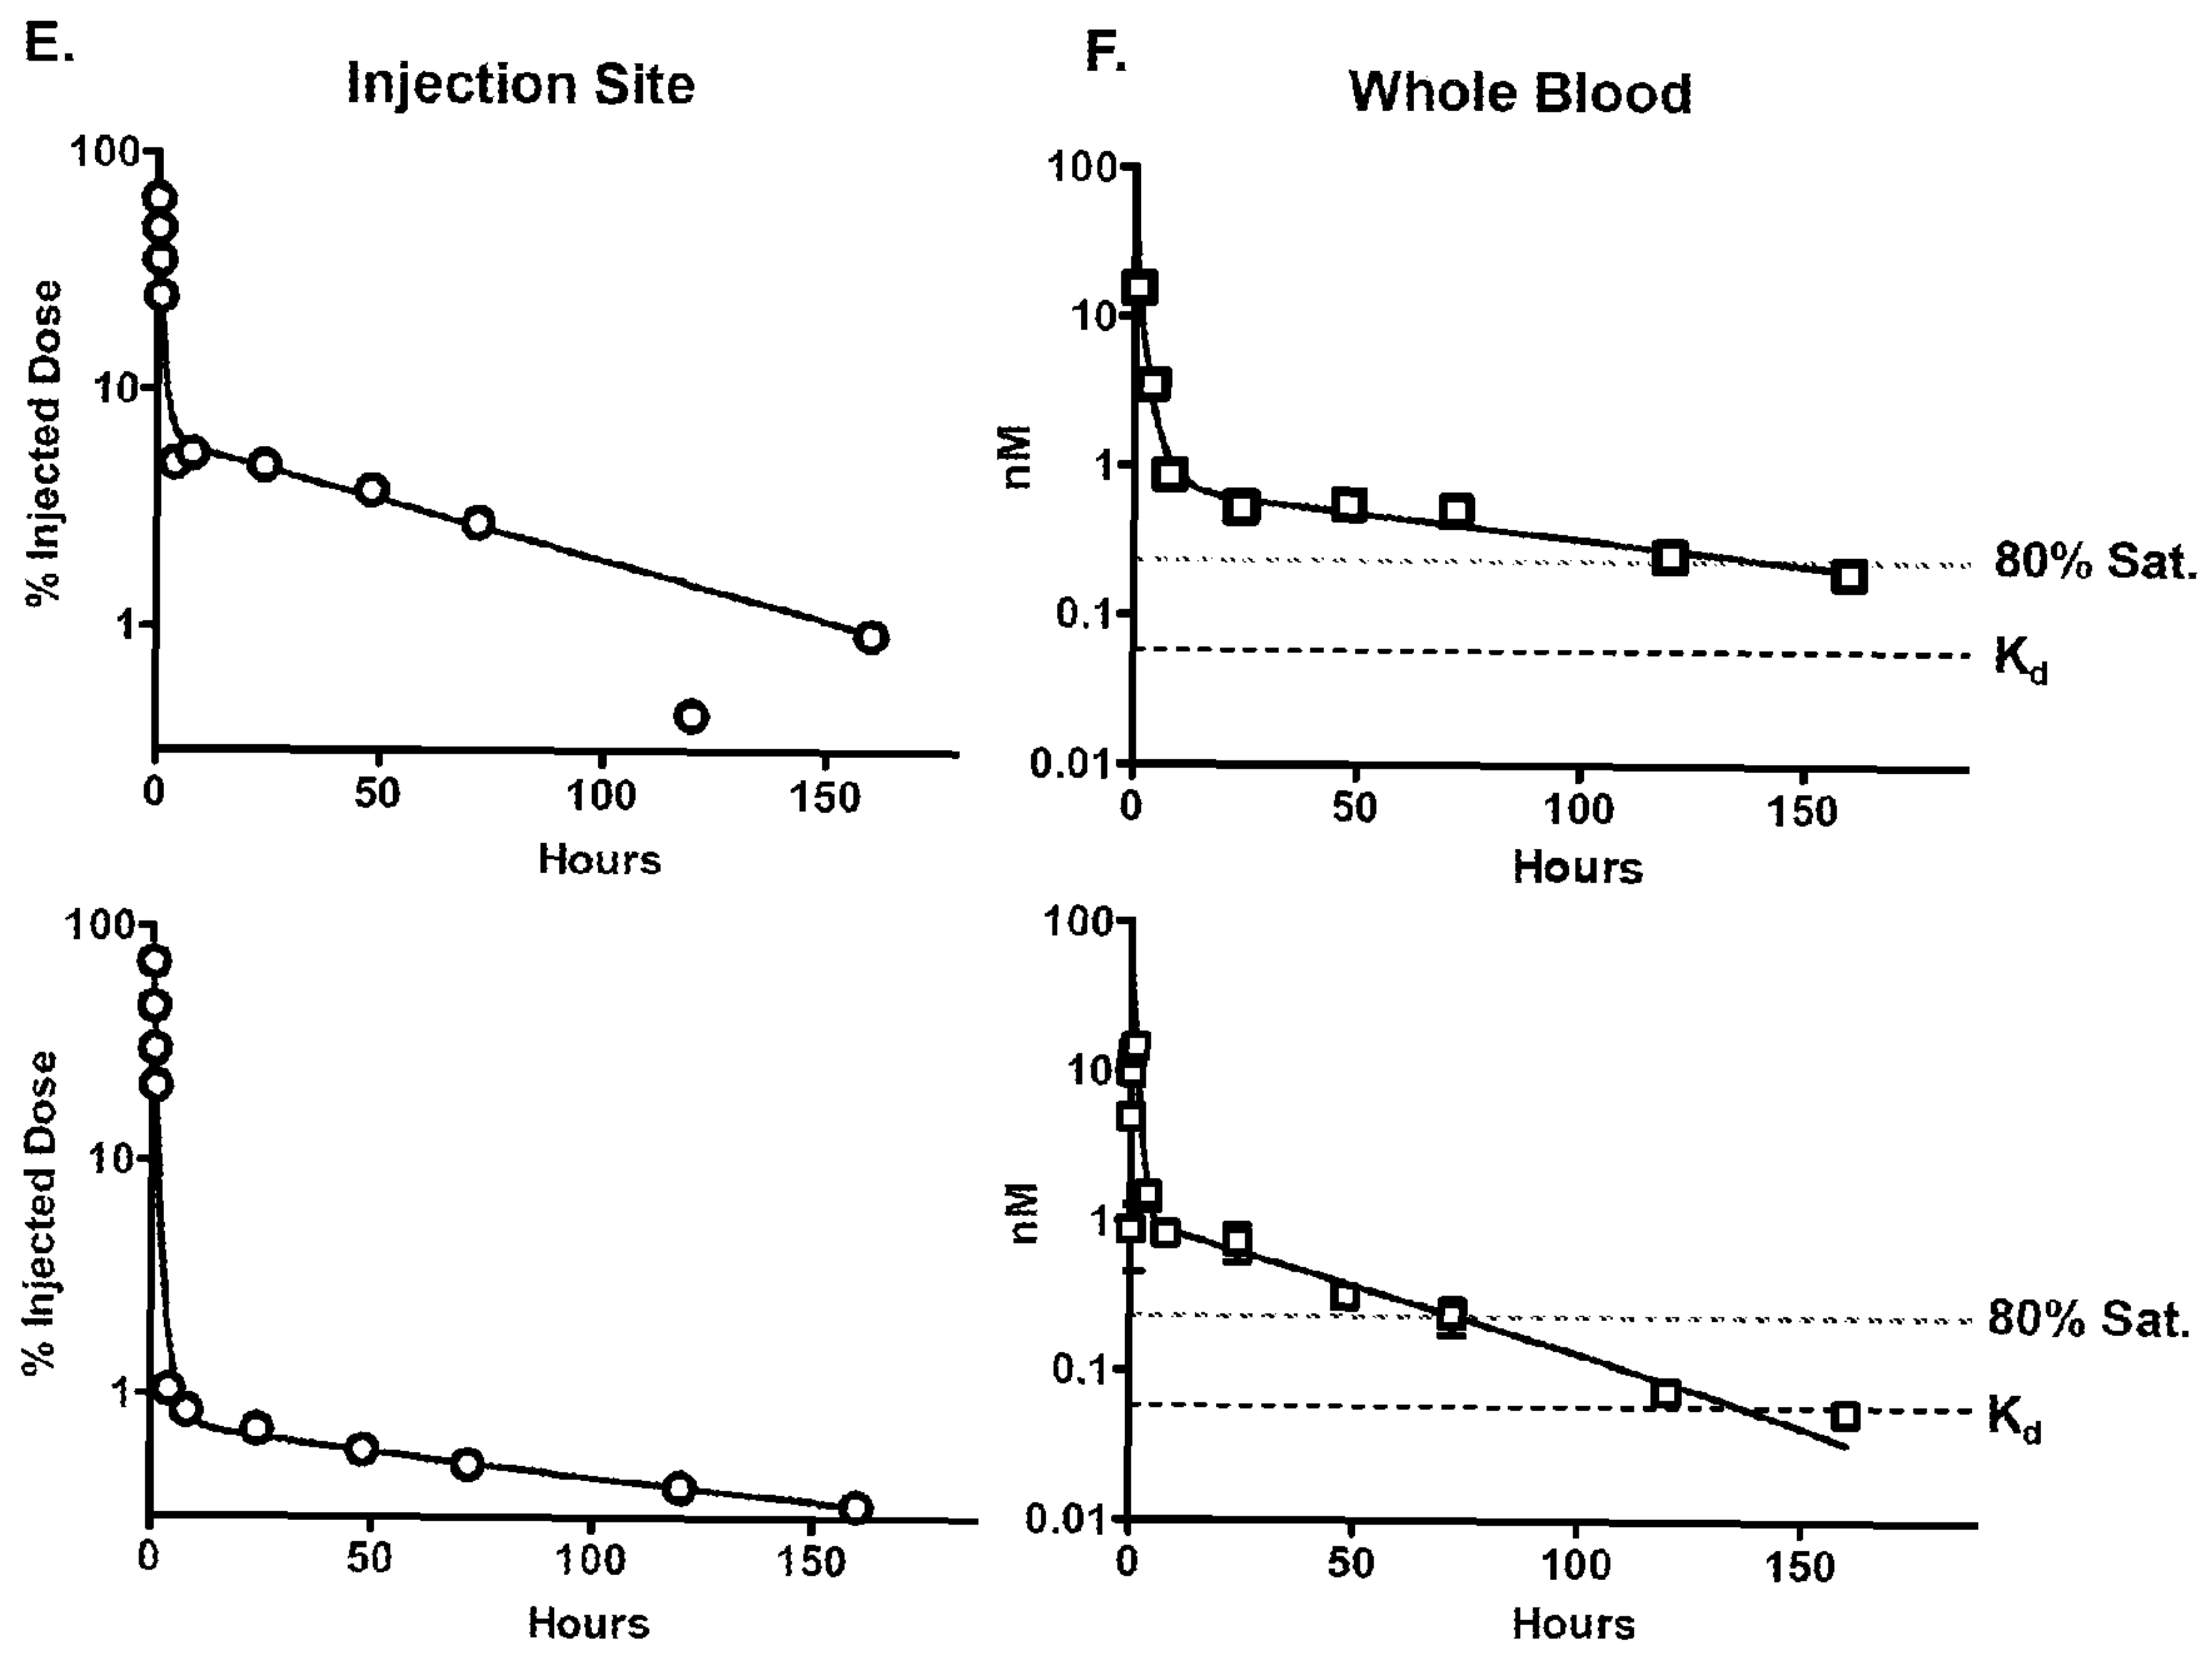 E.
Injection Site
100
10
1
% Injected Dose
0 50 100 150
Hours
F.
Whole Blood
100
10
1
0.1
0.01
nM
80% Sat.
Kd
0 50 100 150
Hours
100
10
1
% Injected Dose
0 50 100 150
Hours
100
10
1
0.1
0.01
nM
80% Sat.
Kd
0 50 100 150
Hours